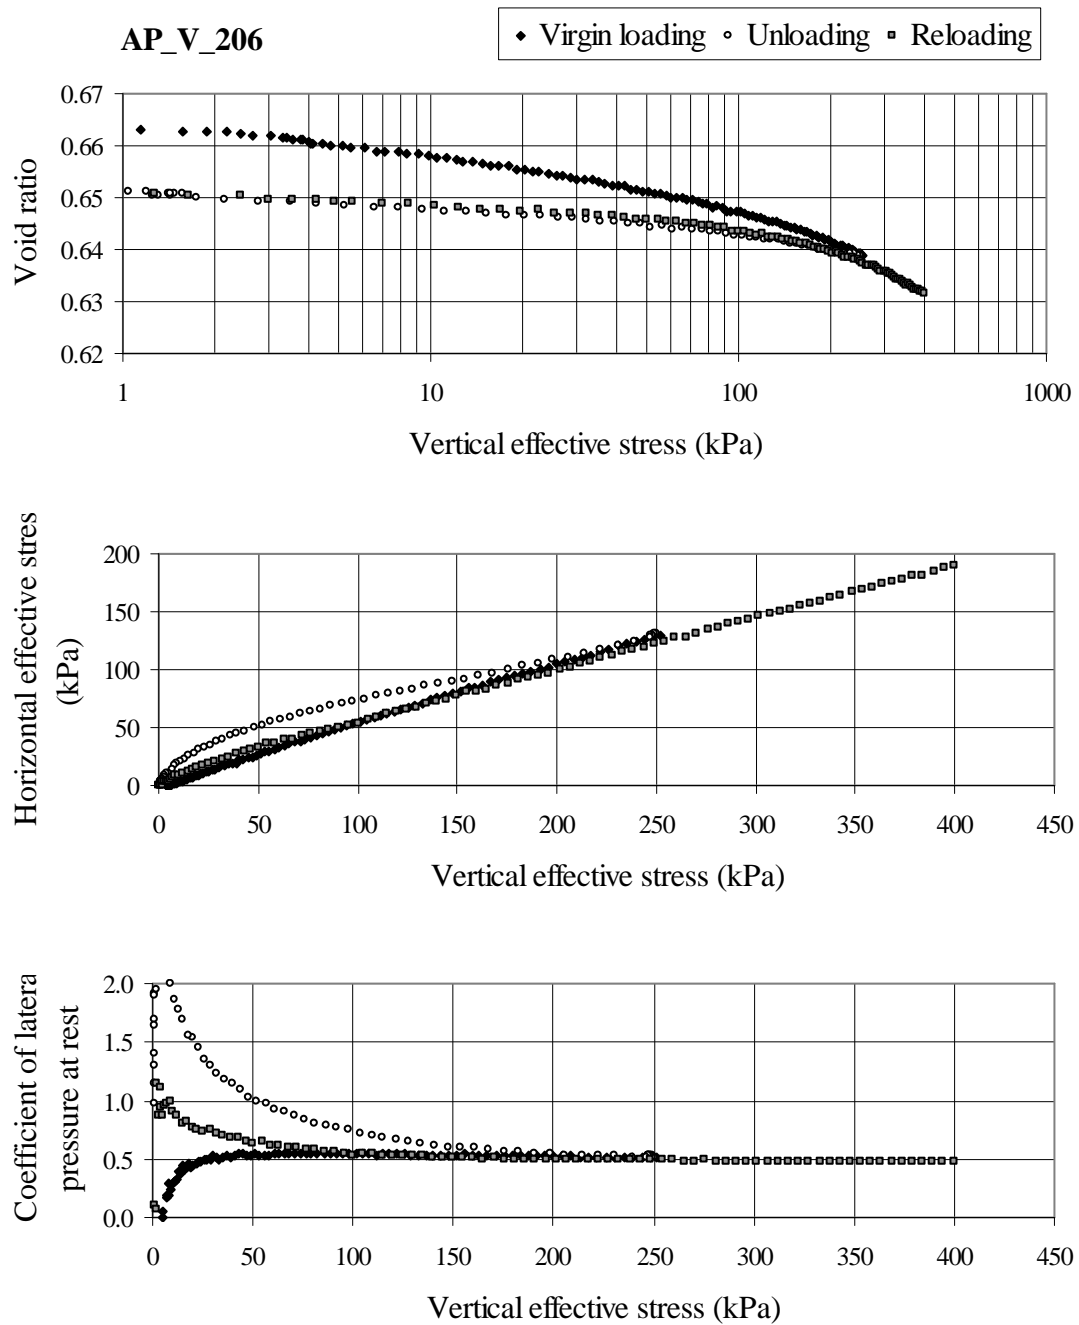 AP_V_206
Virgin loading Unloading Reloading
0.67
0.66
0.65
0.64
0.63
0.62
Void ratio
1 10 100 1000
Vertical effective stress (kPa)
Horizontal effective stres
(kPa)
200
150
100
50
0
0 50 100 150 200 250 300 350 400 450
Vertical effective stress (kPa)
Coefficient of latera
pressure at rest
2.0
1.5
1.0
0.5
0.0
0 50 100 150 200 250 300 350 400 450
Vertical effective stress (kPa)